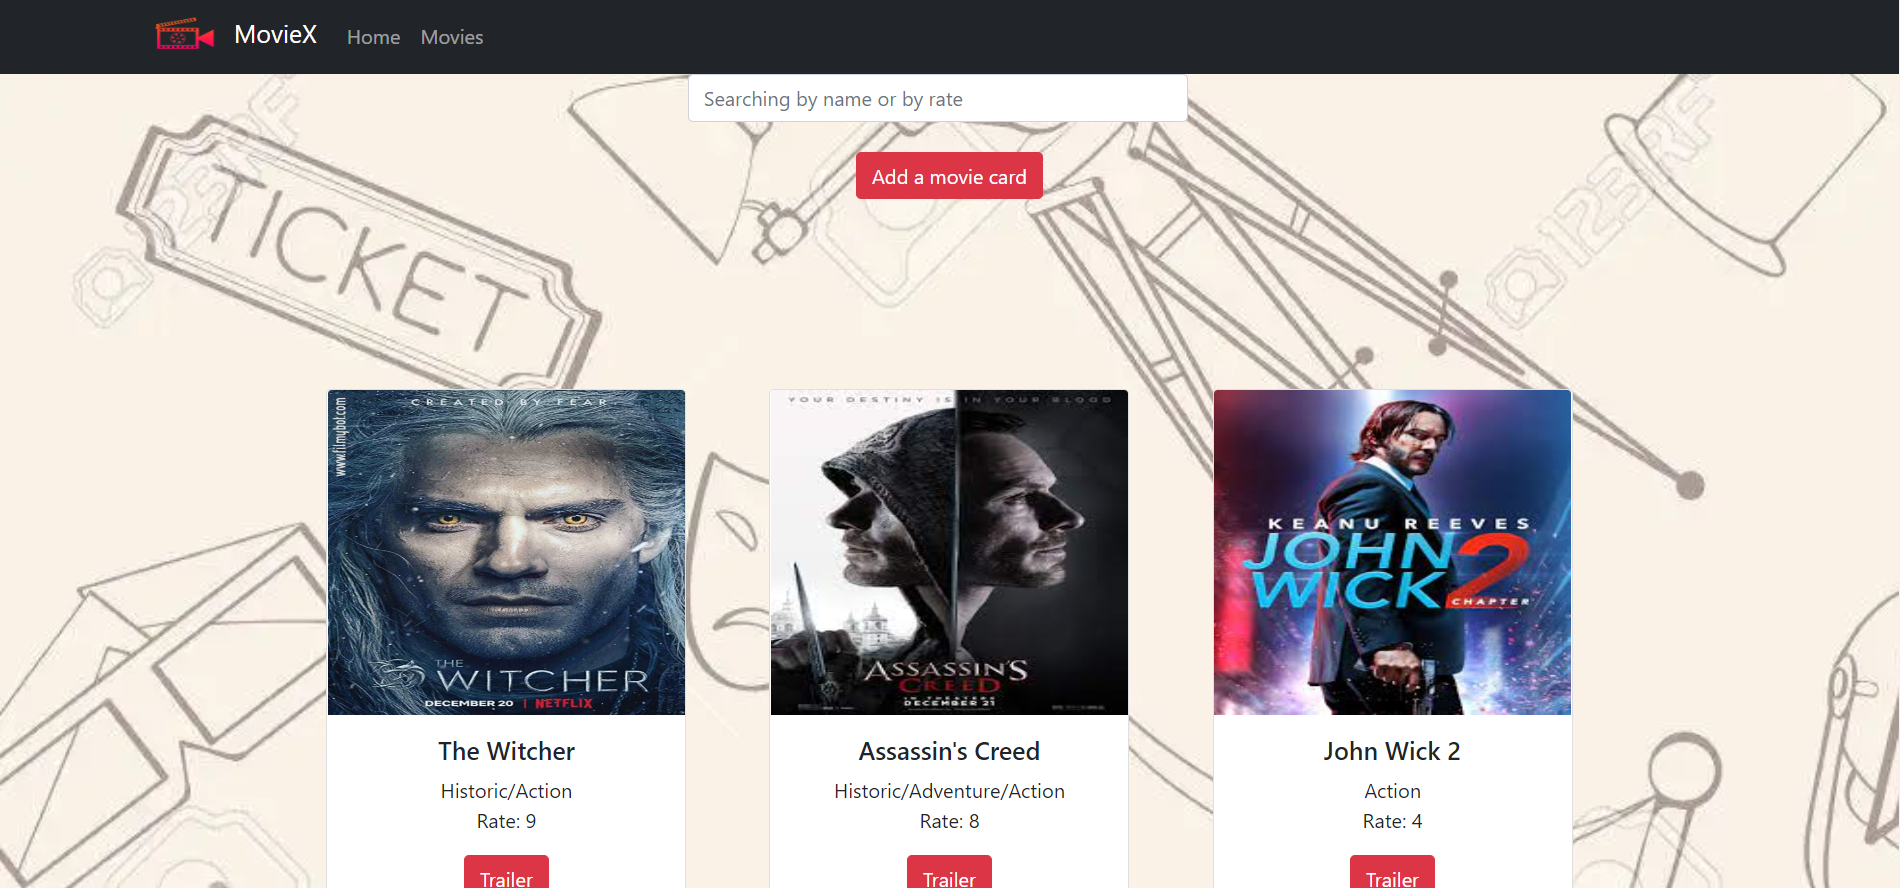 MovieX
Home
Movies
Searching by name or by rate
Add a movie card
123RF
123RF
TICKET
CREATED BY FEAR
www.filmybol.com
THE
WITCHER
DECEMBER 20 | NETFLIX
YOUR DESTINY IS IN YOUR BLOOD
ASSASSIN'S
CREED
IN THEATERS
DECEMBER 21
KEANU REEVES
JOHN
WICK 2
CHAPTER
The Witcher
Historic/Action
Rate: 9
Trailer
Assassin's Creed
Historic/Adventure/Action
Rate: 8
Trailer
John Wick 2
Action
Rate: 4
Trailer